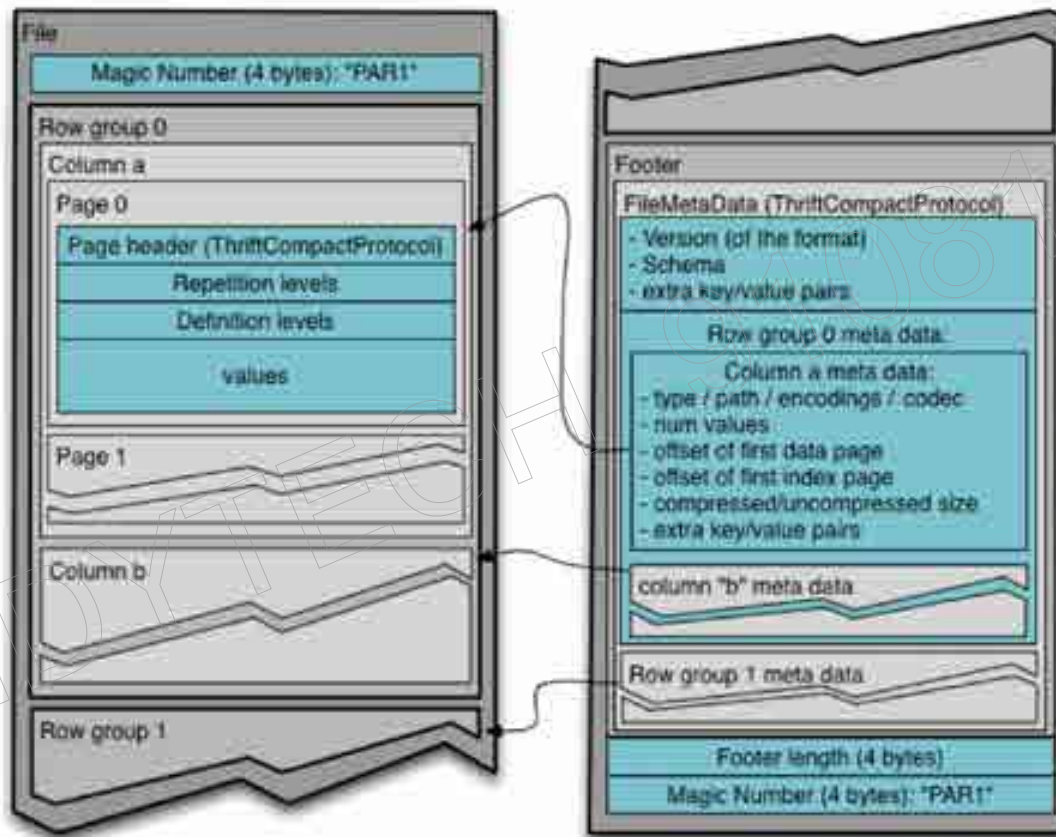 File
Magic Number (4 bytes): "PAR1"
Row group 0
Column a
Page 0
Page header (ThriftCompactProtocol)
Repetition levels
Definition levels
values
Page 1
Column b
Row group 1
Footer
FileMetaData (ThriftCompactProtocol)
- Version (of the format)
- Schema
- extra key/value pairs
Row group 0 meta data:
Column a meta data:
- type / path / encodings / codec
- num values
- offset of first data page
- offset of first index page
- compressed/uncompressed size
- extra key/value pairs
column "b" meta data
Row group 1 meta data
Footer length (4 bytes)
Magic Number (4 bytes): "PAR1"